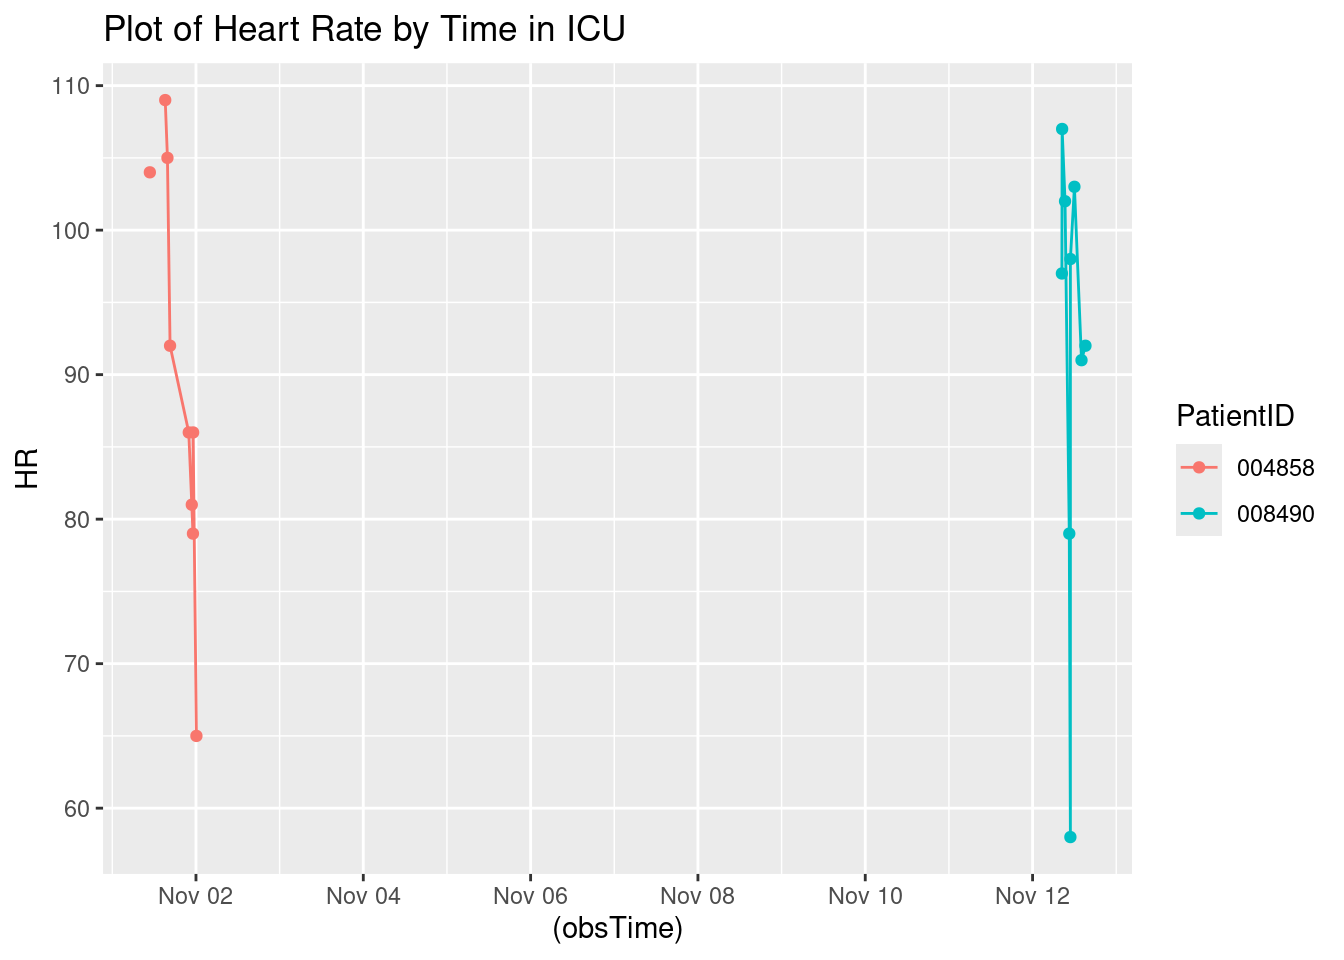 Plot of Heart Rate by Time in ICU
110
100
90
80
70
60
HR
Nov 02
Nov 04
Nov 06
Nov 08
Nov 10
Nov 12
(obsTime)
PatientID
004858
008490